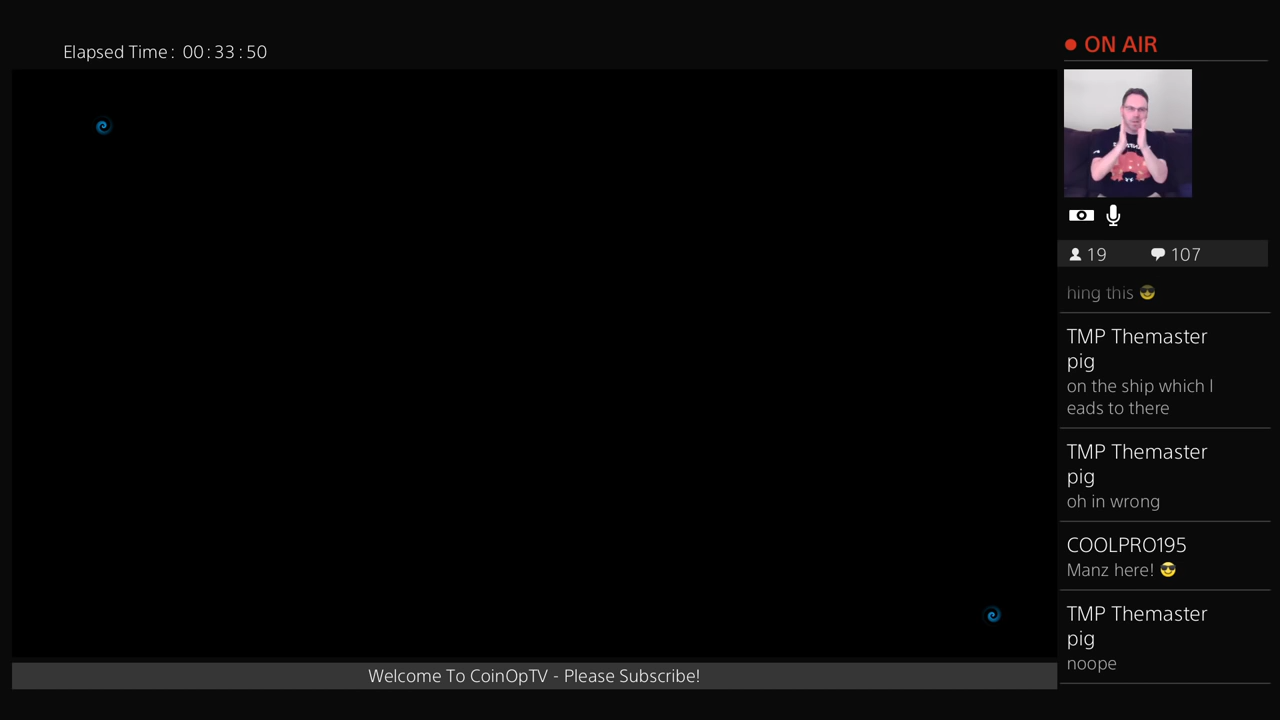 Elapsed Time: 00:33:50
ON AIR
19 107
hing this 😎
TMP Themaster
pig
on the ship which l
eads to there
TMP Themaster
pig
oh in wrong
COOLPRO195
Manz here! 😎
TMP Themaster
pig
noope
Welcome To CoinOpTV - Please Subscribe!